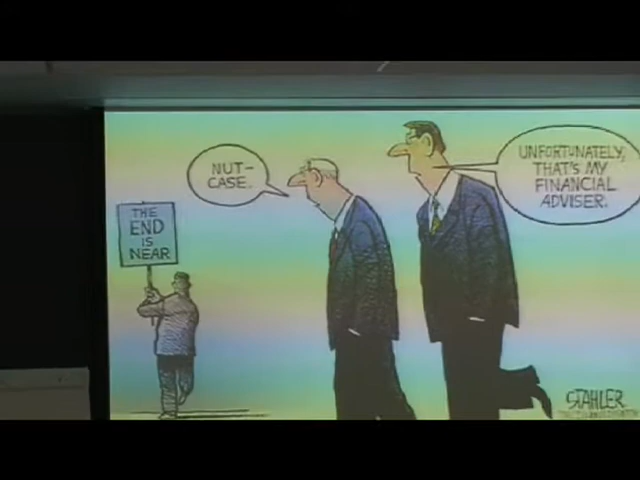 NUT-
CASE.
UNFORTUNATELY,
THAT'S MY
FINANCIAL
ADVISER.
THE
END
IS
NEAR
STAHLER